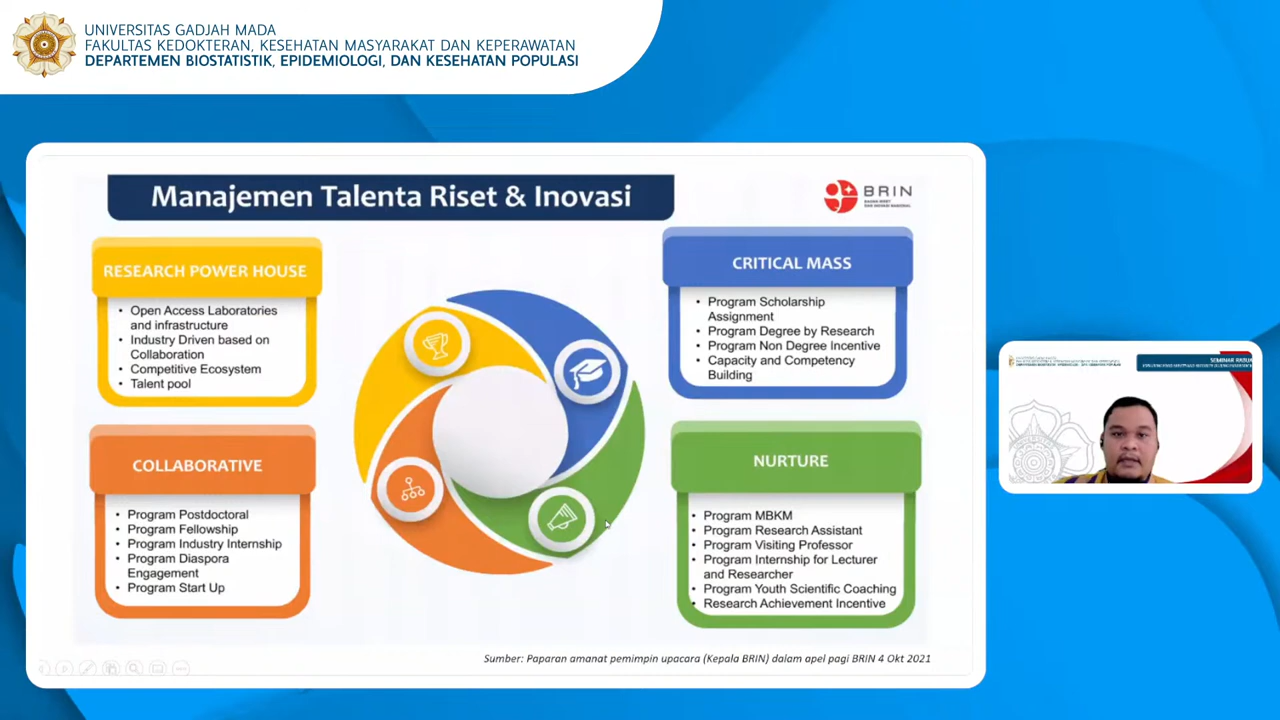 UNIVERSITAS GADJAH MADA
FAKULTAS KEDOKTERAN, KESEHATAN MASYARAKAT DAN KEPERAWATAN
DEPARTEMEN BIOSTATISTIK, EPIDEMIOLOGI, DAN KESEHATAN POPULASI
Manajemen Talenta Riset & Inovasi
BRIN
BADAN RISET
DAN INOVASI NASIONAL
RESEARCH POWER HOUSE
• Open Access Laboratories
and infrastructure
• Industry Driven based on
Collaboration
• Competitive Ecosystem
• Talent pool
CRITICAL MASS
• Program Scholarship
Assignment
• Program Degree by Research
• Program Non Degree Incentive
• Capacity and Competency
Building
COLLABORATIVE
• Program Postdoctoral
• Program Fellowship
• Program Industry Internship
• Program Diaspora
Engagement
• Program Start Up
NURTURE
• Program MBKM
• Program Research Assistant
• Program Visiting Professor
• Program Internship for Lecturer
and Researcher
• Program Youth Scientific Coaching
• Research Achievement Incentive
Sumber: Paparan amanat pemimpin upacara (Kepala BRIN) dalam apel pagi BRIN 4 Okt 2021